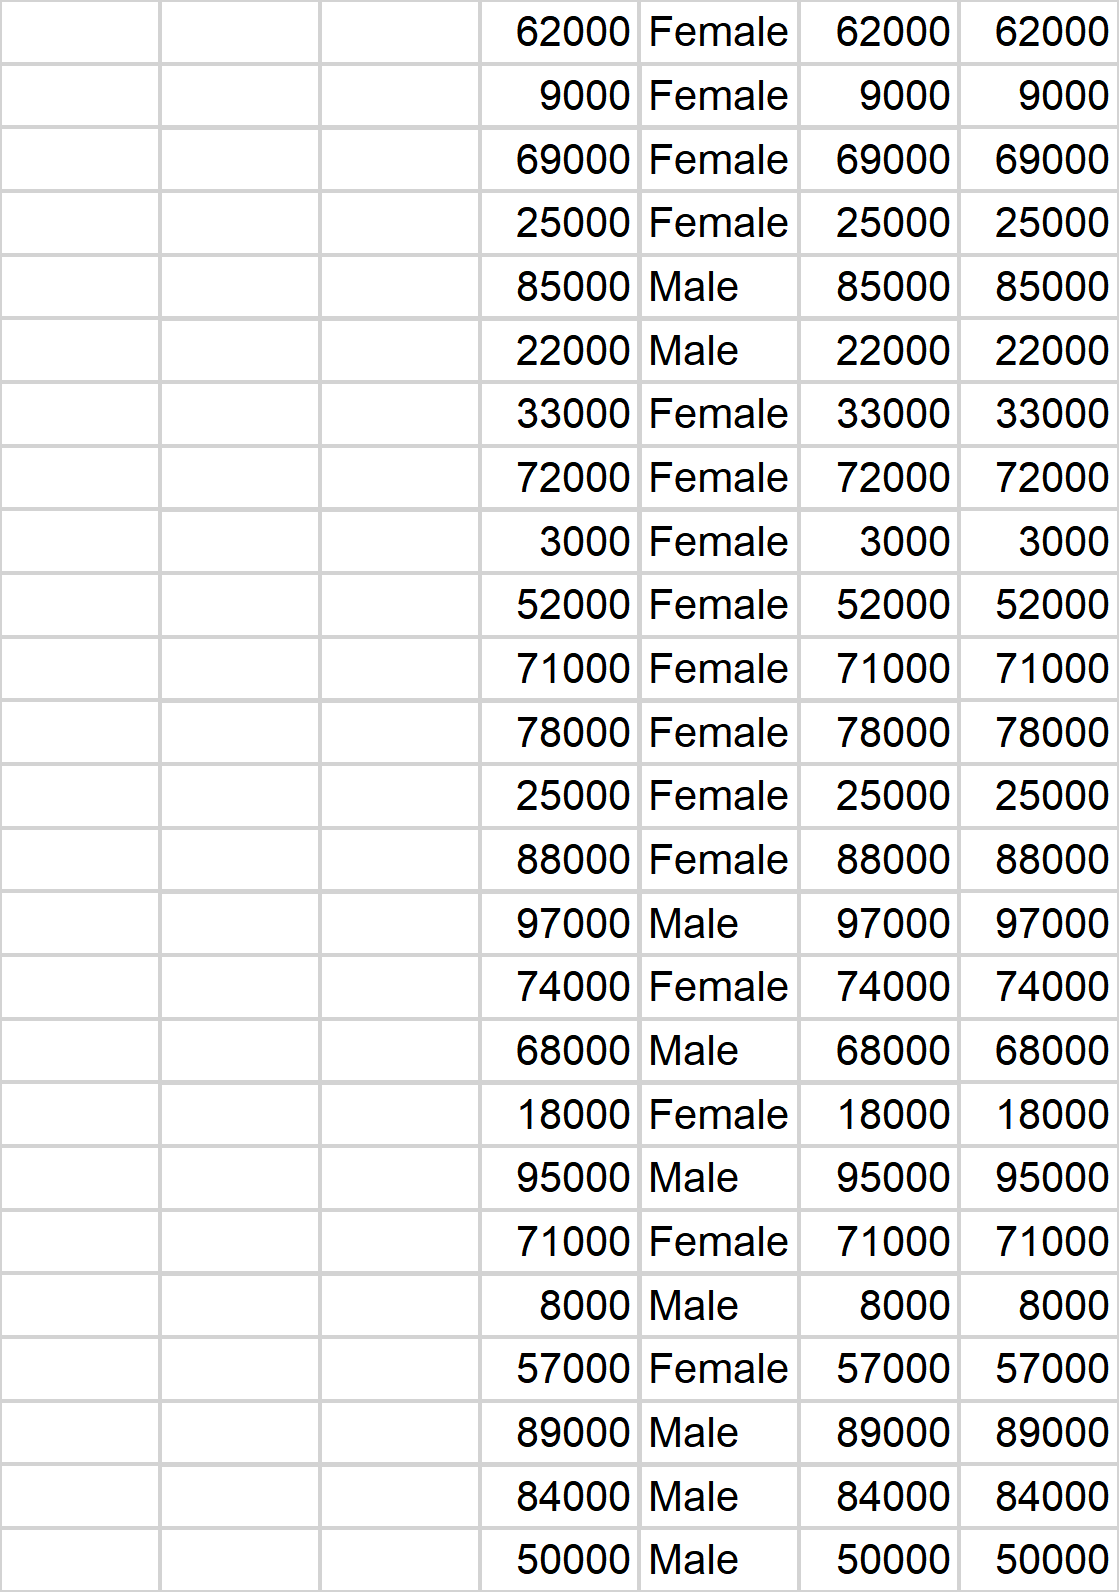 62000 Female 62000 62000
9000 Female 9000 9000
69000 Female 69000 69000
25000 Female 25000 25000
85000 Male 85000 85000
22000 Male 22000 22000
33000 Female 33000 33000
72000 Female 72000 72000
3000 Female 3000 3000
52000 Female 52000 52000
71000 Female 71000 71000
78000 Female 78000 78000
25000 Female 25000 25000
88000 Female 88000 88000
97000 Male 97000 97000
74000 Female 74000 74000
68000 Male 68000 68000
18000 Female 18000 18000
95000 Male 95000 95000
71000 Female 71000 71000
8000 Male 8000 8000
57000 Female 57000 57000
89000 Male 89000 89000
84000 Male 84000 84000
50000 Male 50000 50000